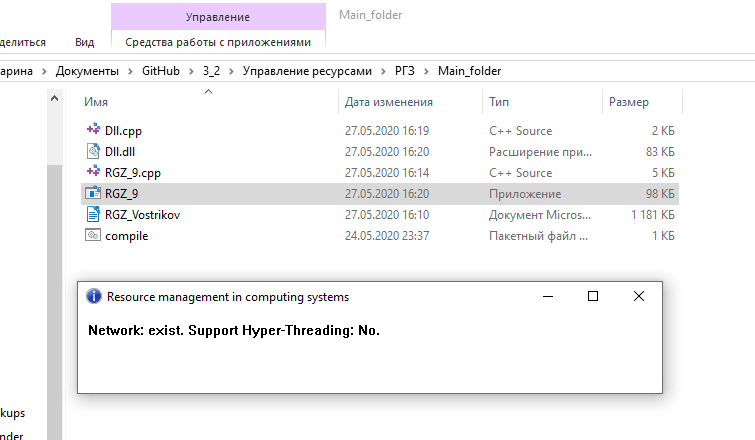 Управление
Main_folder
делиться
Вид
Средства работы с приложениями
арина > Документы > GitHub > 3_2 > Управление ресурсами > РГЗ > Main_folder
Имя Дата изменения Тип Размер
Dll.cpp 27.05.2020 16:19 C++ Source 2 КБ
Dll.dll 27.05.2020 16:20 Расширение при... 83 КБ
RGZ_9.cpp 27.05.2020 16:14 C++ Source 5 КБ
RGZ_9 27.05.2020 16:20 Приложение 98 КБ
RGZ_Vostrikov 27.05.2020 16:10 Документ Micros... 1 181 КБ
compile 24.05.2020 23:37 Пакетный файл ... 1 КБ
Resource management in computing systems
Network: exist. Support Hyper-Threading: No.
kups
nder